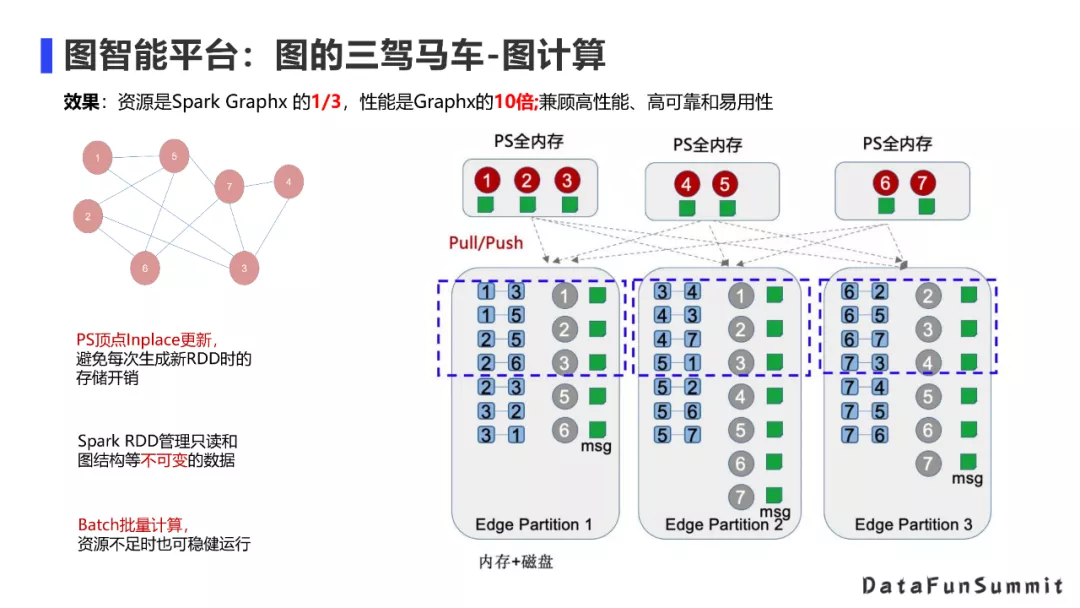 图智能平台：图的三驾马车-图计算
效果：资源是Spark Graphx 的1/3，性能是Graphx的10倍;兼顾高性能、高可靠和易用性
1
5
7
4
2
6
3
PS顶点Inplace更新，
避免每次生成新RDD时的
存储开销
Spark RDD管理只读和
图结构等不可变的数据
Batch批量计算，
资源不足时也可稳健运行
PS全内存
1 2 3
PS全内存
4 5
PS全内存
6 7
Pull/Push
1 3
1 5
2 5
2 6
2 3
3 2
3 1
1
2
3
5
6
msg
Edge Partition 1
3 4
4 3
4 7
5 1
5 2
5 6
5 7
1
2
3
4
5
6
7
msg
Edge Partition 2
6 2
6 5
6 7
7 3
7 4
7 5
7 6
2
3
4
5
6
7
msg
Edge Partition 3
内存+磁盘
DataFunSummit